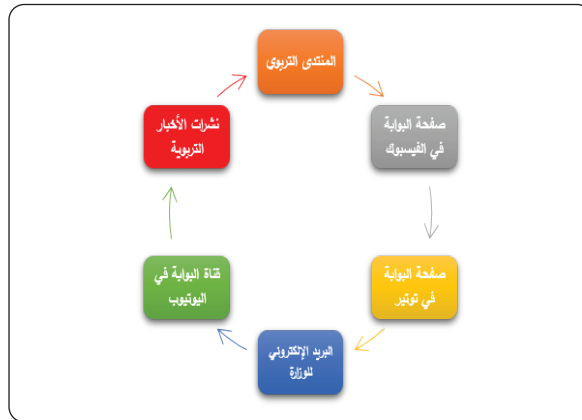 المنتدى التربوي
صفحة البوابة
في الفيسبوك
صفحة البوابة
في تويتر
البريد الإلكتروني
للوزارة
قناة البوابة في
اليوتيوب
نشرات الأخبار
التربوية